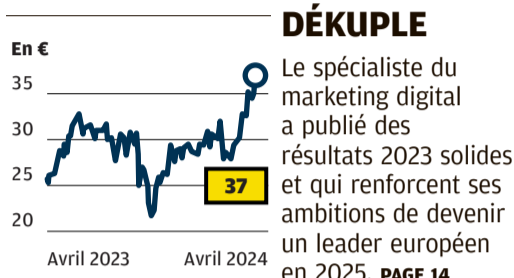 DÉKUPLE
En €
35
30
25
20
37
Avril 2023 Avril 2024
Le spécialiste du
marketing digital
a publié des
résultats 2023 solides
et qui renforcent ses
ambitions de devenir
un leader européen
en 2025. PAGE 14